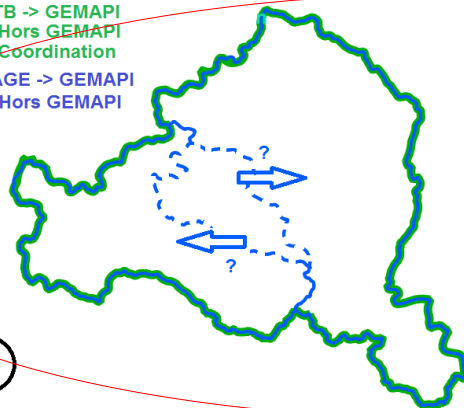 TB -> GEMAPI
Hors GEMAPI
Coordination
AGE -> GEMAPI
Hors GEMAPI
?
?